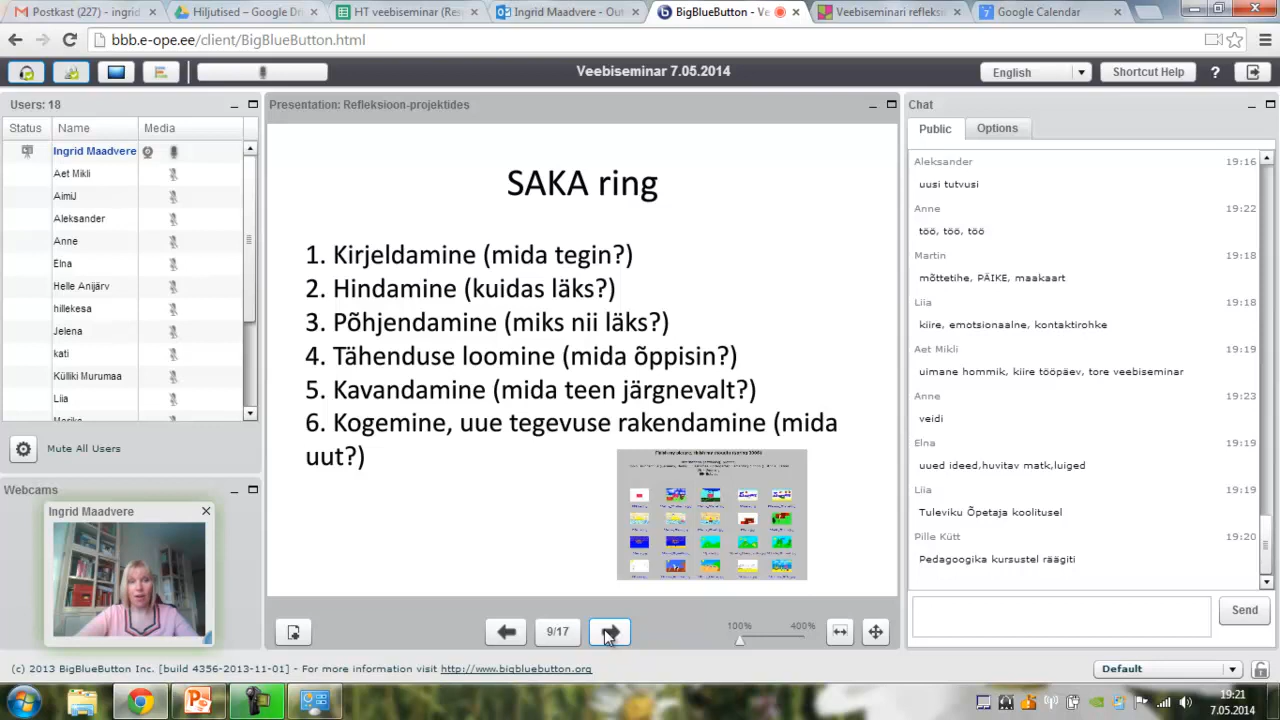 Postkast (227) - ingrid
Hiljutised – Google Dri
HT veebiseminar (Res
Ingrid Maadvere - Out
BigBlueButton - Ve
Veebiseminari refleksi
Google Calendar
bbb.e-ope.ee/client/BigBlueButton.html
Veebiseminar 7.05.2014
English
Shortcut Help
?
Users: 18
Status Name Media
Ingrid Maadvere
Aet Mikli
AimiJ
Aleksander
Anne
Elna
Helle Anijärv
hillekesa
Jelena
kati
Külliki Murumaa
Liia
Mute All Users
Webcams
Ingrid Maadvere
Presentation: Refleksioon-projektides
SAKA ring
1. Kirjeldamine (mida tegin?)
2. Hindamine (kuidas läks?)
3. Põhjendamine (miks nii läks?)
4. Tähenduse loomine (mida õppisin?)
5. Kavandamine (mida teen järgnevalt?)
6. Kogemine, uue tegevuse rakendamine (mida
uut?)
9/17
100%
400%
Chat
Public
Options
Aleksander 19:16
uusi tutvusi
Anne 19:22
töö, töö, töö
Martin 19:18
mõttetihe, PÄIKE, maakaart
Liia 19:18
kiire, emotsionaalne, kontaktirohke
Aet Mikli 19:19
uimane hommik, kiire tööpäev, tore veebiseminar
Anne 19:23
veidi
Elna 19:19
uued ideed,huvitav matk,luiged
Liia 19:19
Tuleviku Õpetaja koolitusel
Pille Kütt 19:20
Pedagoogika kursustel räägiti
Send
(c) 2013 BigBlueButton Inc. [build 4356-2013-11-01] - For more information visit http://www.bigbluebutton.org
Default
19:21
7.05.2014